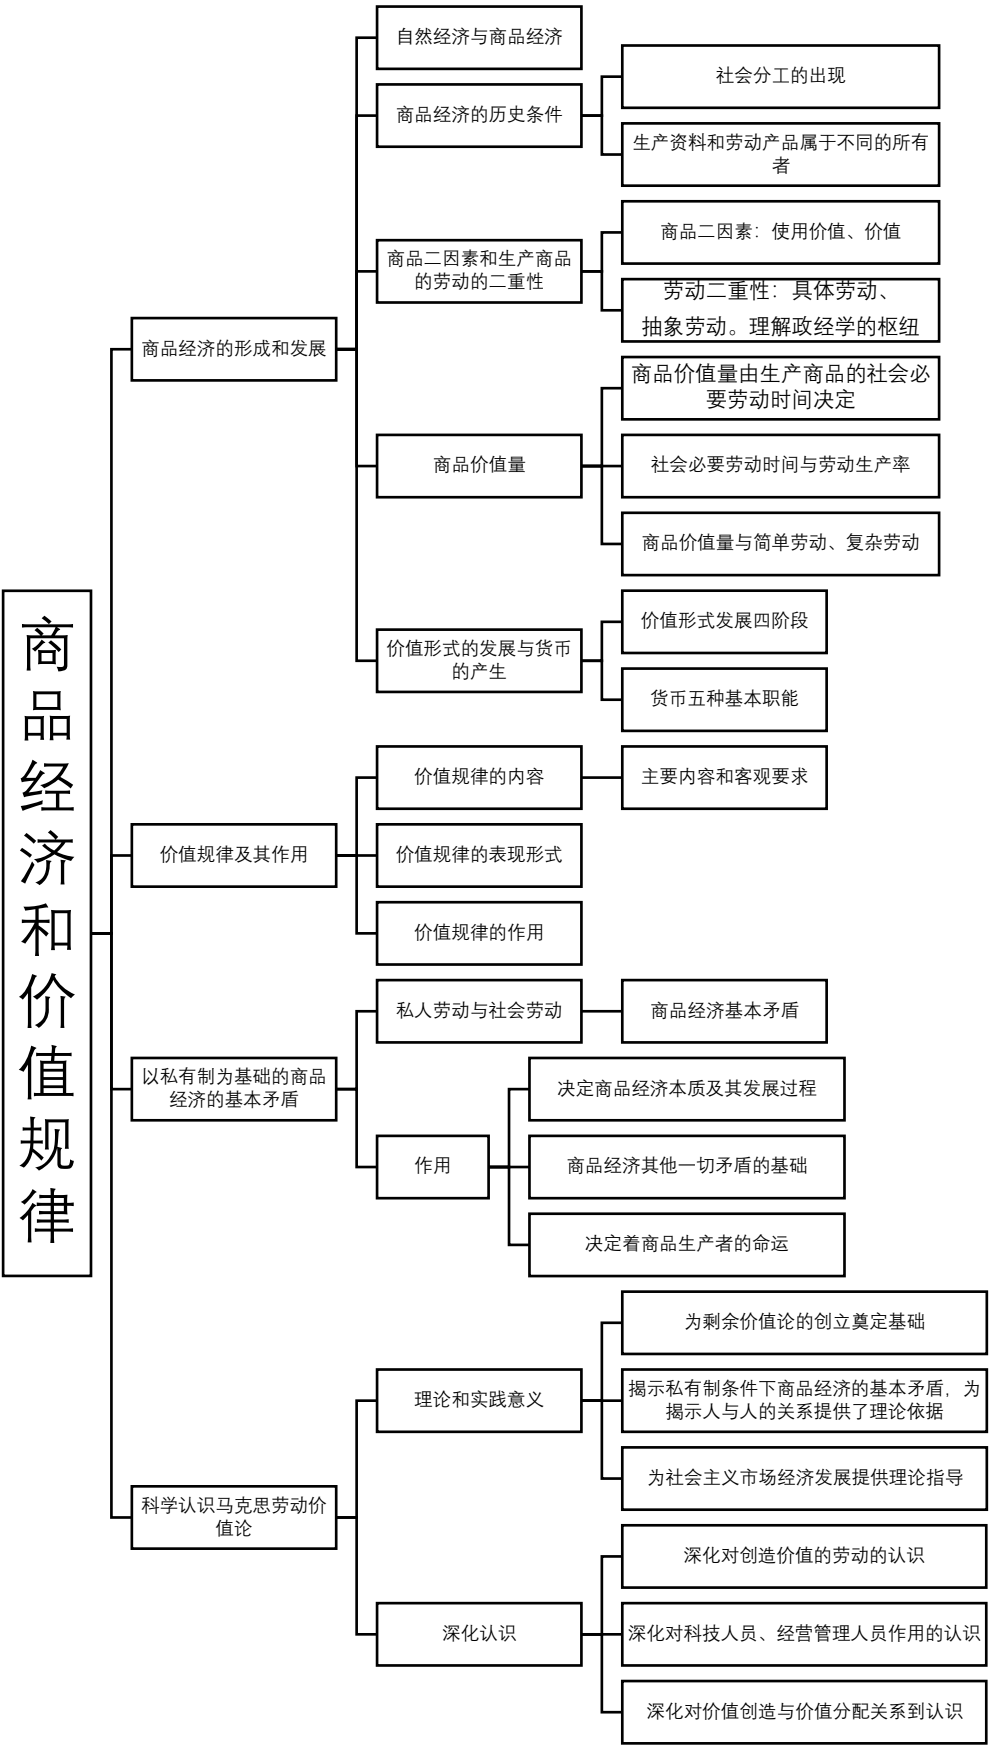 商品经济和价值规律
商品经济的形成和发展
自然经济与商品经济
商品经济的历史条件
社会分工的出现
生产资料和劳动产品属于不同的所有
者
商品二因素和生产商品
的劳动的二重性
商品二因素：使用价值、价值
劳动二重性：具体劳动、
抽象劳动。理解政经学的枢纽
商品价值量
商品价值量由生产商品的社会必
要劳动时间决定
社会必要劳动时间与劳动生产率
商品价值量与简单劳动、复杂劳动
价值形式的发展与货币
的产生
价值形式发展四阶段
货币五种基本职能
价值规律及其作用
价值规律的内容
主要内容和客观要求
价值规律的表现形式
价值规律的作用
以私有制为基础的商品
经济的基本矛盾
私人劳动与社会劳动
商品经济基本矛盾
作用
决定商品经济本质及其发展过程
商品经济其他一切矛盾的基础
决定着商品生产者的命运
科学认识马克思劳动价
值论
理论和实践意义
为剩余价值论的创立奠定基础
揭示私有制条件下商品经济的基本矛盾，为
揭示人与人的关系提供了理论依据
为社会主义市场经济发展提供理论指导
深化认识
深化对创造价值的劳动的认识
深化对科技人员、经营管理人员作用的认识
深化对价值创造与价值分配关系到认识